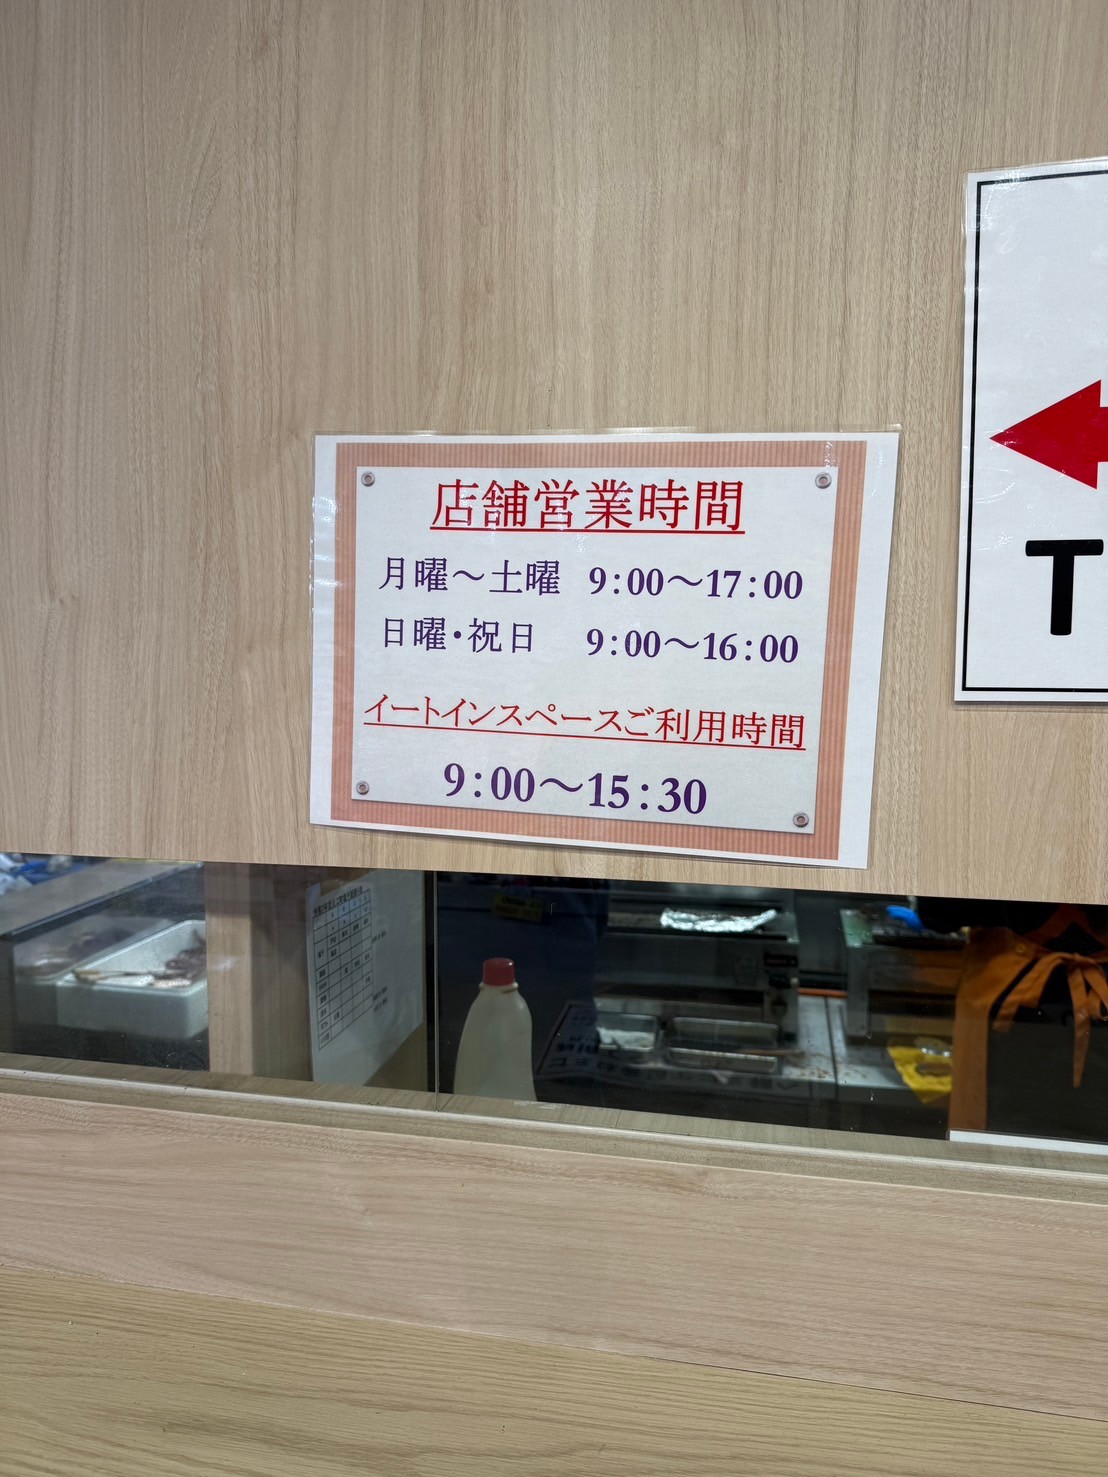 店舗営業時間
月曜～土曜 9:00～17:00
日曜・祝日 9:00～16:00
イートインスペースご利用時間
9:00～15:30
T